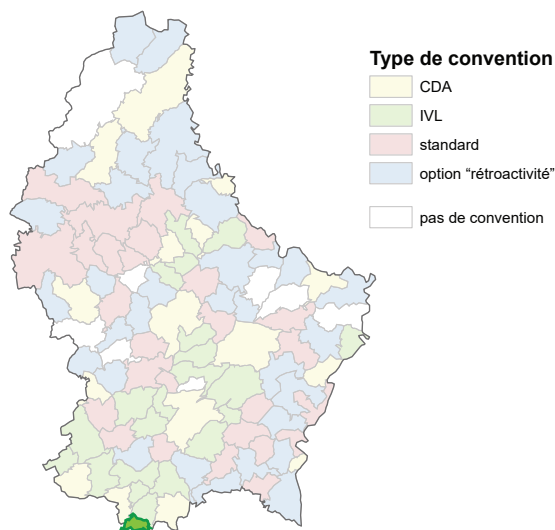 Type de convention
CDA
IVL
standard
option “rétroactivité”
pas de convention